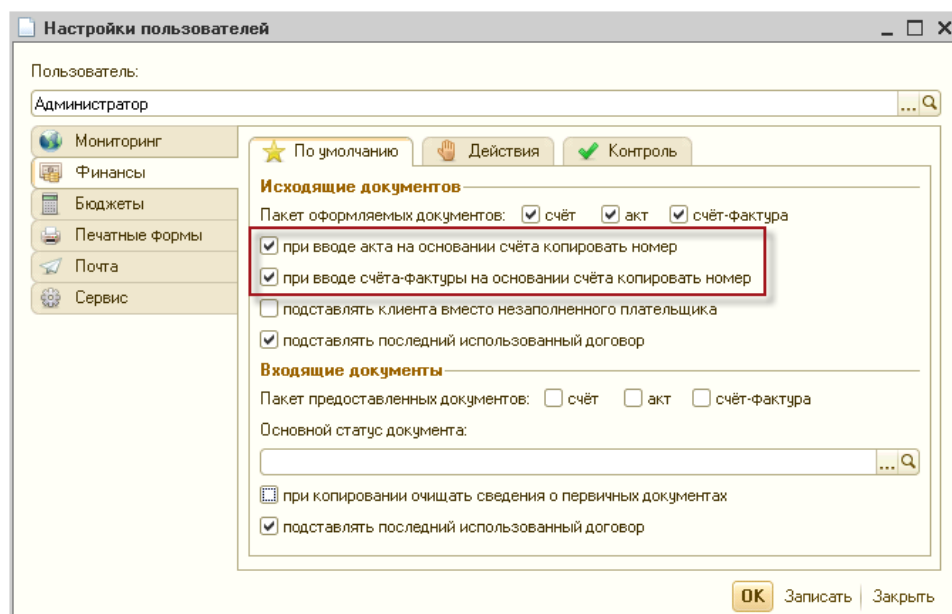 Настройки пользователей
Пользователь:
Администратор
...
Мониторинг
Финансы
Бюджеты
Печатные формы
Почта
Сервис
По умолчанию
Действия
Контроль
Исходящие документов
Пакет оформляемых документов: счёт акт счёт-фактура
при вводе акта на основании счёта копировать номер
при вводе счёта-фактуры на основании счёта копировать номер
подставлять клиента вместо незаполненного плательщика
подставлять последний использованный договор
Входящие документы
Пакет предоставленных документов: счёт акт счёт-фактура
Основной статус документа:
...
при копировании очищать сведения о первичных документах
подставлять последний использованный договор
ОК Записать Закрыть